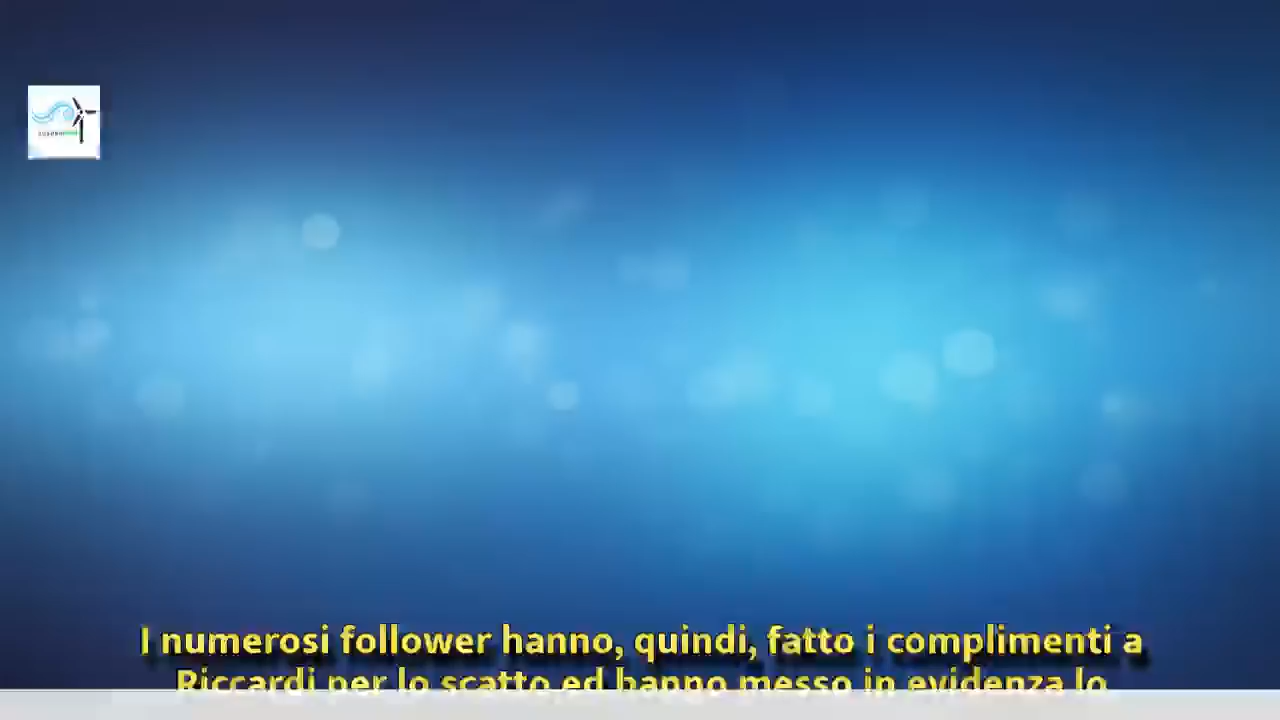 I numerosi follower hanno, quindi, fatto i complimenti a
Riccardi per lo scatto ed hanno messo in evidenza lo